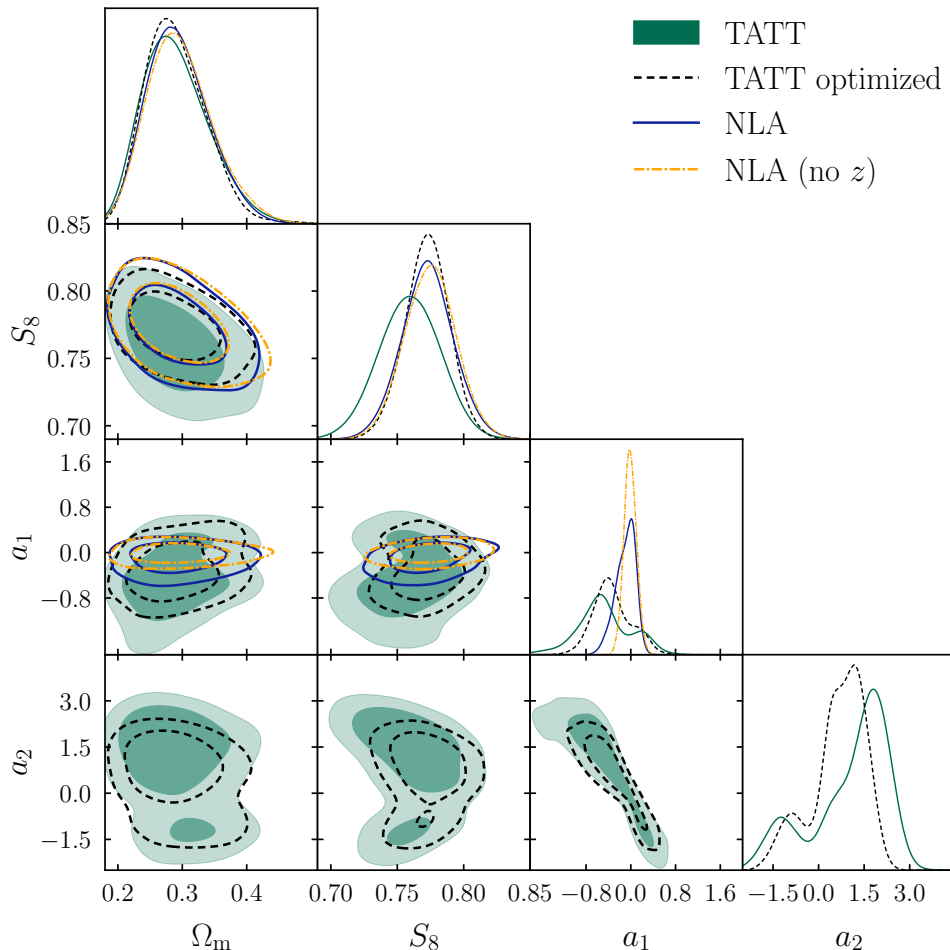 TATT
TATT optimized
NLA
NLA (no z)
0.85
0.80
0.75
0.70
S₈
1.6
0.8
0.0
−0.8
a₁
3.0
1.5
0.0
−1.5
a₂
0.2 0.3 0.4 0.70 0.75 0.80 0.85 −0.8 0.0 0.8 1.6 −1.5 0.0 1.5 3.0
Ωₘ S₈ a₁ a₂